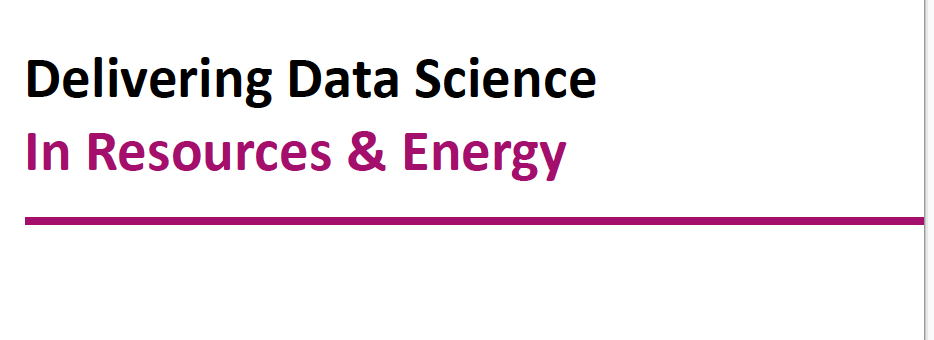 Delivering Data Science
In Resources & Energy